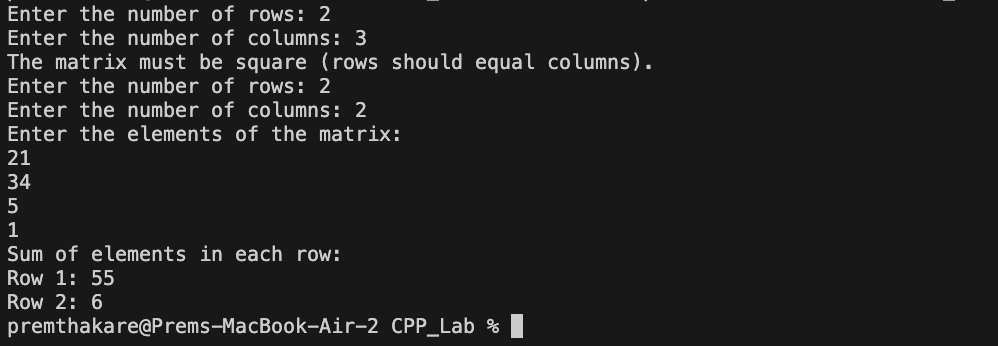 Enter the number of rows: 2
Enter the number of columns: 3
The matrix must be square (rows should equal columns).
Enter the number of rows: 2
Enter the number of columns: 2
Enter the elements of the matrix:
21
34
5
1
Sum of elements in each row:
Row 1: 55
Row 2: 6
premthakare@Prems-MacBook-Air-2 CPP_Lab %